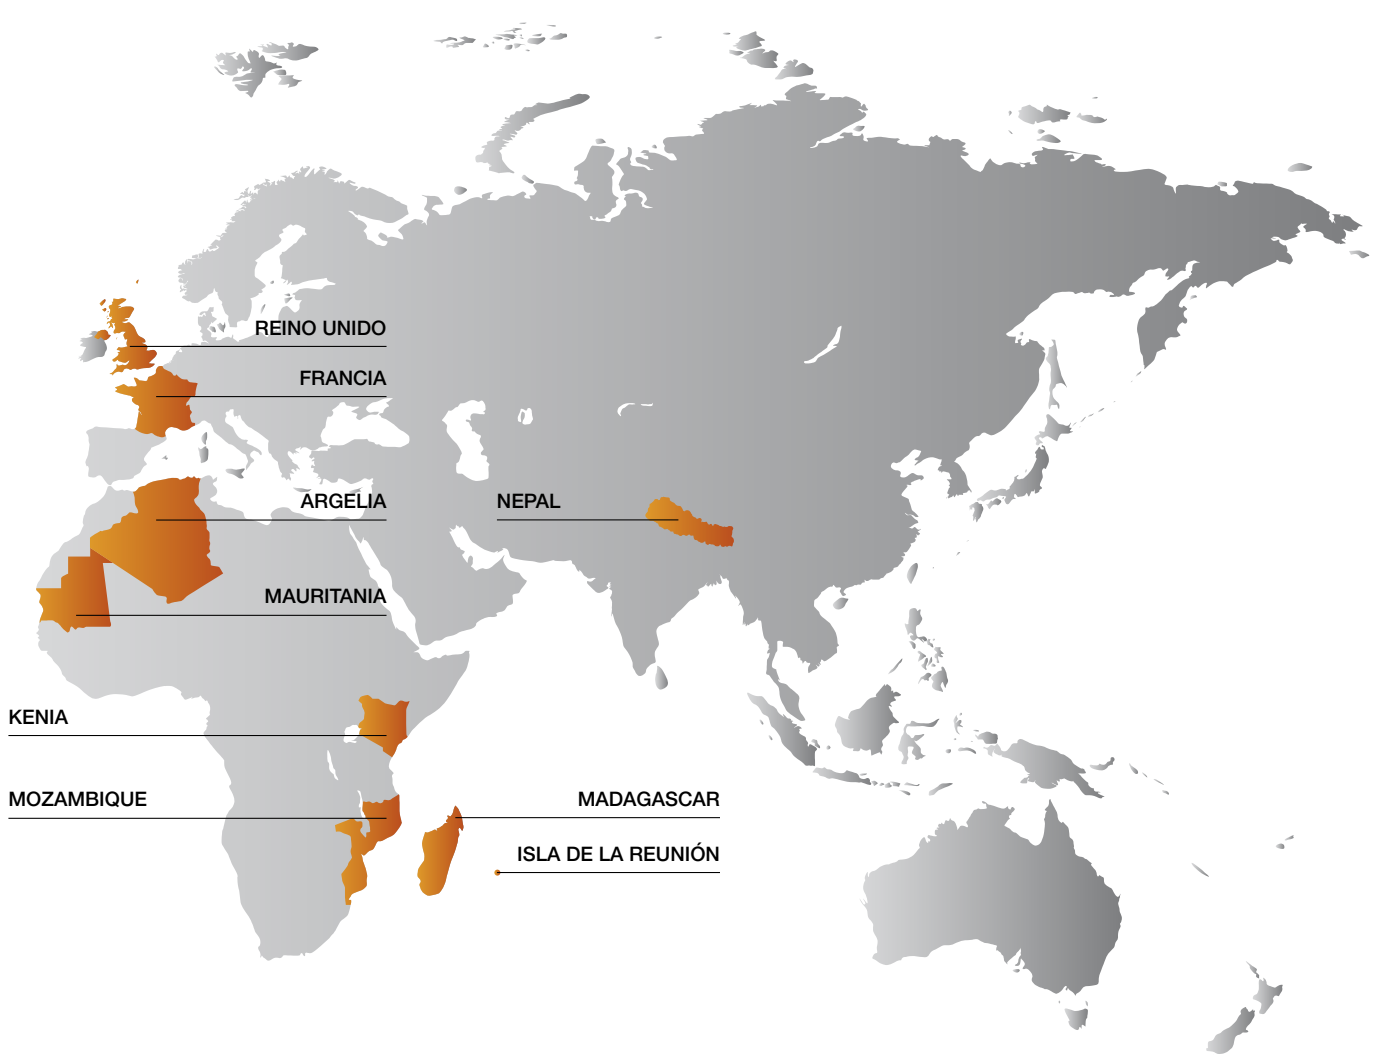 REINO UNIDO
FRANCIA
ARGELIA
NEPAL
MAURITANIA
KENIA
MOZAMBIQUE
MADAGASCAR
ISLA DE LA REUNIÓN